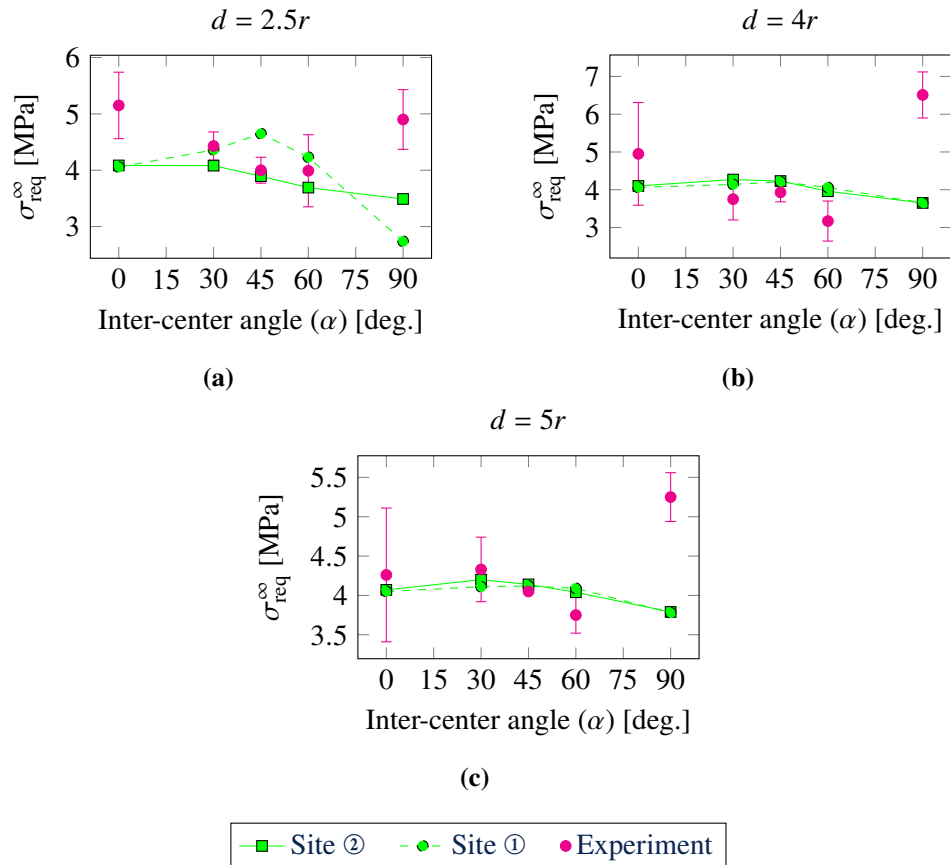 d = 2.5r
d = 4r
6
5
4
3
σ∞req [MPa]
0 15 30 45 60 75 90
Inter-center angle (α) [deg.]
(a)
7
6
5
4
3
σ∞req [MPa]
0 15 30 45 60 75 90
Inter-center angle (α) [deg.]
(b)
d = 5r
5.5
5
4.5
4
3.5
σ∞req [MPa]
0 15 30 45 60 75 90
Inter-center angle (α) [deg.]
(c)
Site ② Site ① Experiment